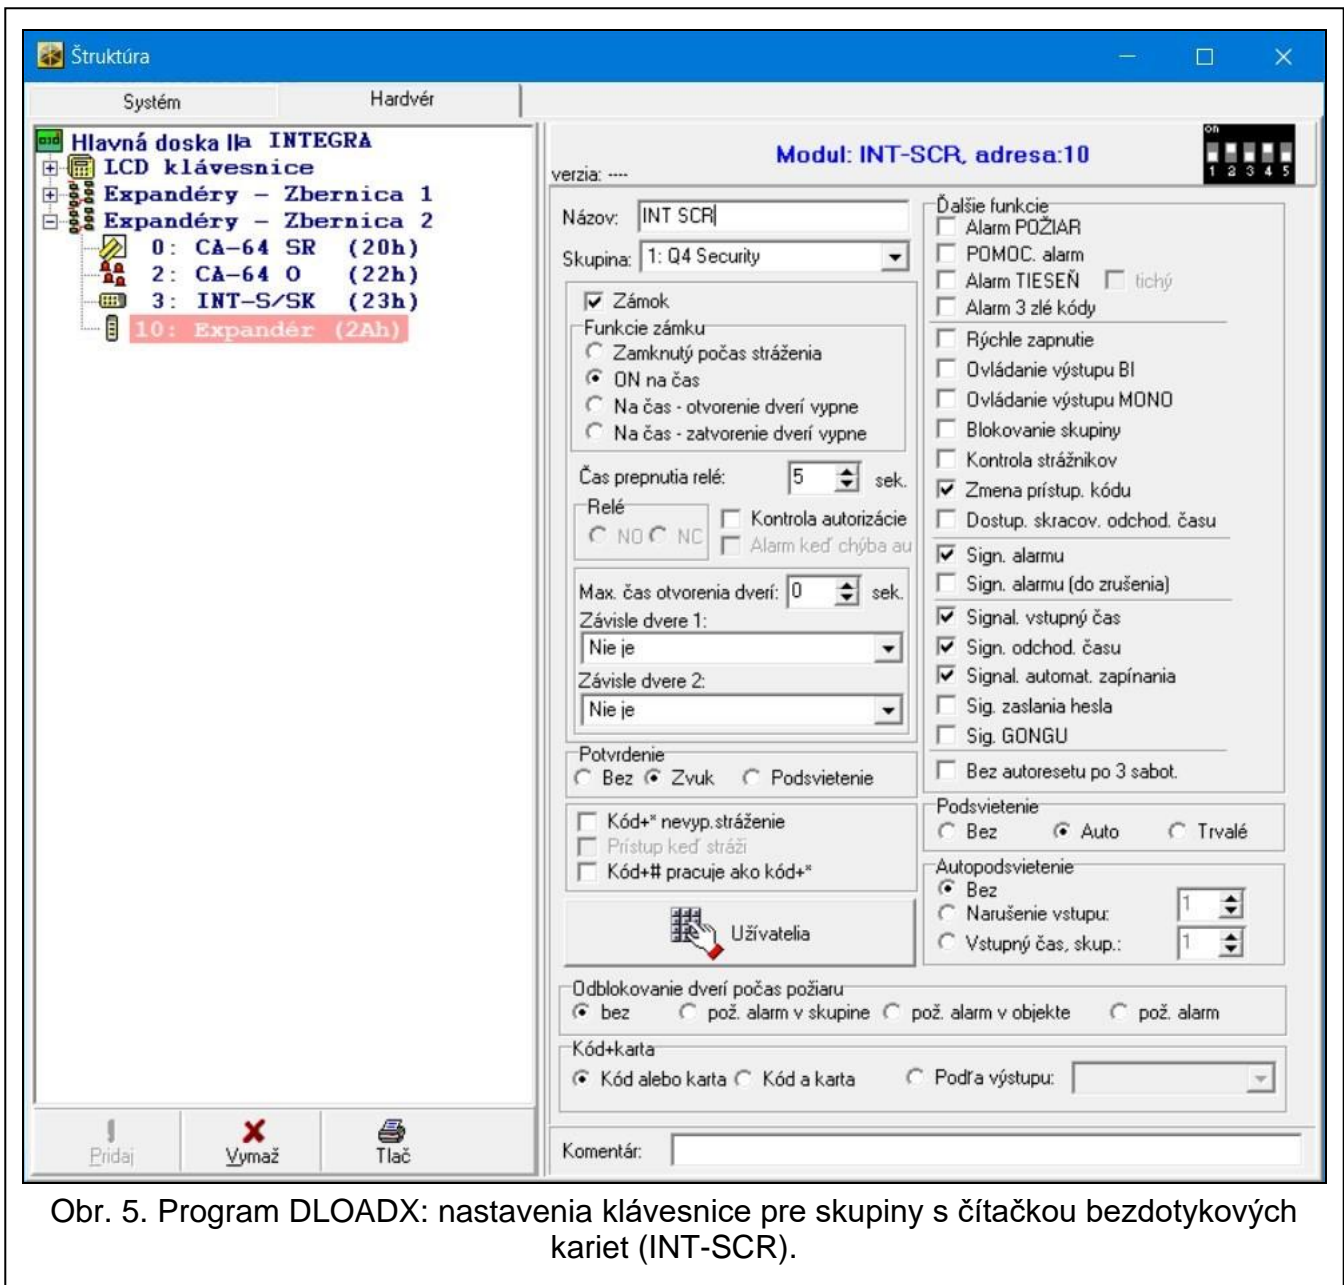 Štruktúra
Systém
Hardvér
Hlavná doska IIa INTEGRA
LCD klávesnice
Expandéry – Zbernica 1
Expandéry – Zbernica 2
0: CA-64 SR (20h)
2: CA-64 O (22h)
3: INT-S/SK (23h)
10: Expandér (2Ah)
Pridaj
Vymaž
Tlač
verzia: ----
Modul: INT-SCR, adresa:10
on
1 2 3 4 5
Názov: INT SCR
Skupina: 1: Q4 Security
Zámok
Funkcie zámku
Zamknutý počas stráženia
ON na čas
Na čas - otvorenie dverí vypne
Na čas - zatvorenie dverí vypne
Čas prepnutia relé: 5 sek.
Relé
NO NC
Kontrola autorizácie
Alarm keď chýba au
Max. čas otvorenia dverí: 0 sek.
Závisle dvere 1:
Nie je
Závisle dvere 2:
Nie je
Potvrdenie
Bez Zvuk Podsvietenie
Kód+* nevyp.stráženie
Prístup keď stráži
Kód+# pracuje ako kód+*
Užívatelia
Ďalšie funkcie
Alarm POŽIAR
POMOC. alarm
Alarm TIESEŇ tichý
Alarm 3 zlé kódy
Rýchle zapnutie
Ovládanie výstupu BI
Ovládanie výstupu MONO
Blokovanie skupiny
Kontrola strážnikov
Zmena prístup. kódu
Dostup. skracov. odchod. času
Sign. alarmu
Sign. alarmu (do zrušenia)
Signal. vstupný čas
Sign. odchod. času
Signal. automat. zapínania
Sig. zaslania hesla
Sig. GONGU
Bez autoresetu po 3 sabot.
Podsvietenie
Bez Auto Trvalé
Autopodsvietenie
Bez
Narušenie vstupu: 1
Vstupný čas, skup.: 1
Odblokovanie dverí počas požiaru
bez pož. alarm v skupine pož. alarm v objekte pož. alarm
Kód+karta
Kód alebo karta Kód a karta Podľa výstupu:
Komentár:
Obr. 5. Program DLOADX: nastavenia klávesnice pre skupiny s čítačkou bezdotykových
kariet (INT-SCR).